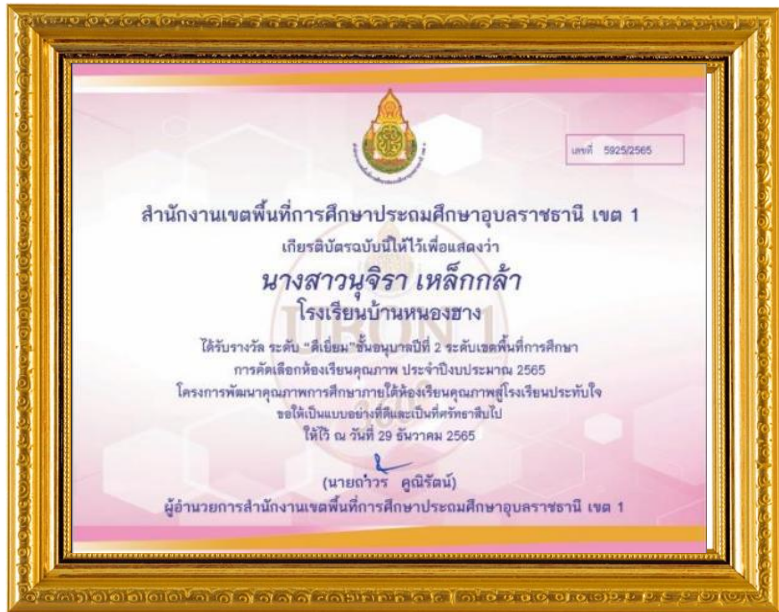 เลขที่ 5925/2565
สำนักงานเขตพื้นที่การศึกษาประถมศึกษาอุบลราชธานี เขต 1
เกียรติบัตรฉบับนี้ให้ไว้เพื่อแสดงว่า
นางสาวนุจิรา เหล็กกล้า
โรงเรียนบ้านหนองฮาง
UBON 1
ได้รับรางวัล ระดับ "ดีเยี่ยม"ชั้นอนุบาลปีที่ 2 ระดับเขตพื้นที่การศึกษา
การคัดเลือกห้องเรียนคุณภาพ ประจำปีงบประมาณ 2565
โครงการพัฒนาคุณภาพการศึกษาภายใต้ห้องเรียนคุณภาพสู่โรงเรียนประทับใจ
ขอให้เป็นแบบอย่างที่ดีและเป็นที่ศรัทธาสืบไป
ให้ไว้ ณ วันที่ 29 ธันวาคม 2565
(นายถาวร คูณิรัตน์)
ผู้อำนวยการสำนักงานเขตพื้นที่การศึกษาประถมศึกษาอุบลราชธานี เขต 1